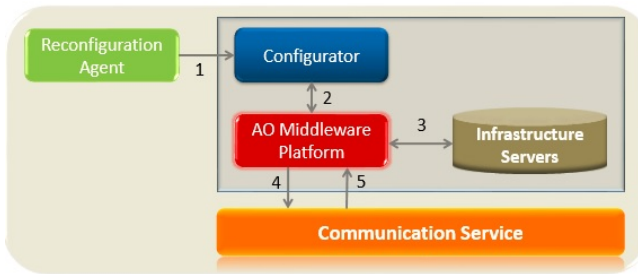 Reconfiguration
Agent
1
Configurator
2
AO Middleware
Platform
3
Infrastructure
Servers
4
5
Communication Service